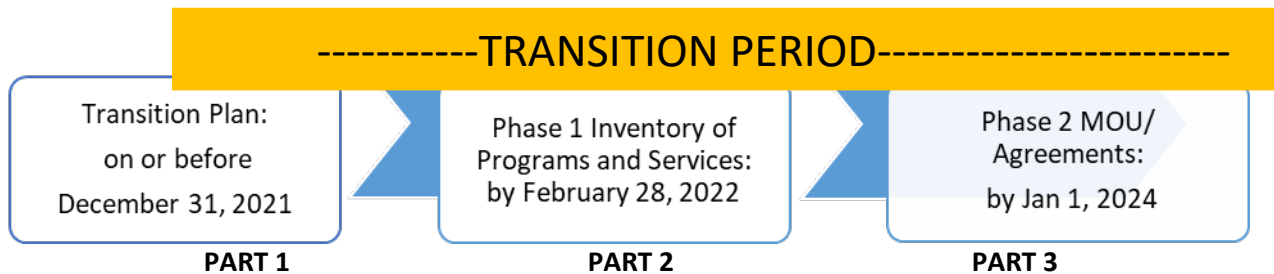 -----------TRANSITION PERIOD------------------------
Transition Plan:
on or before
December 31, 2021
Phase 1 Inventory of
Programs and Services:
by February 28, 2022
Phase 2 MOU/
Agreements:
by Jan 1, 2024
PART 1
PART 2
PART 3